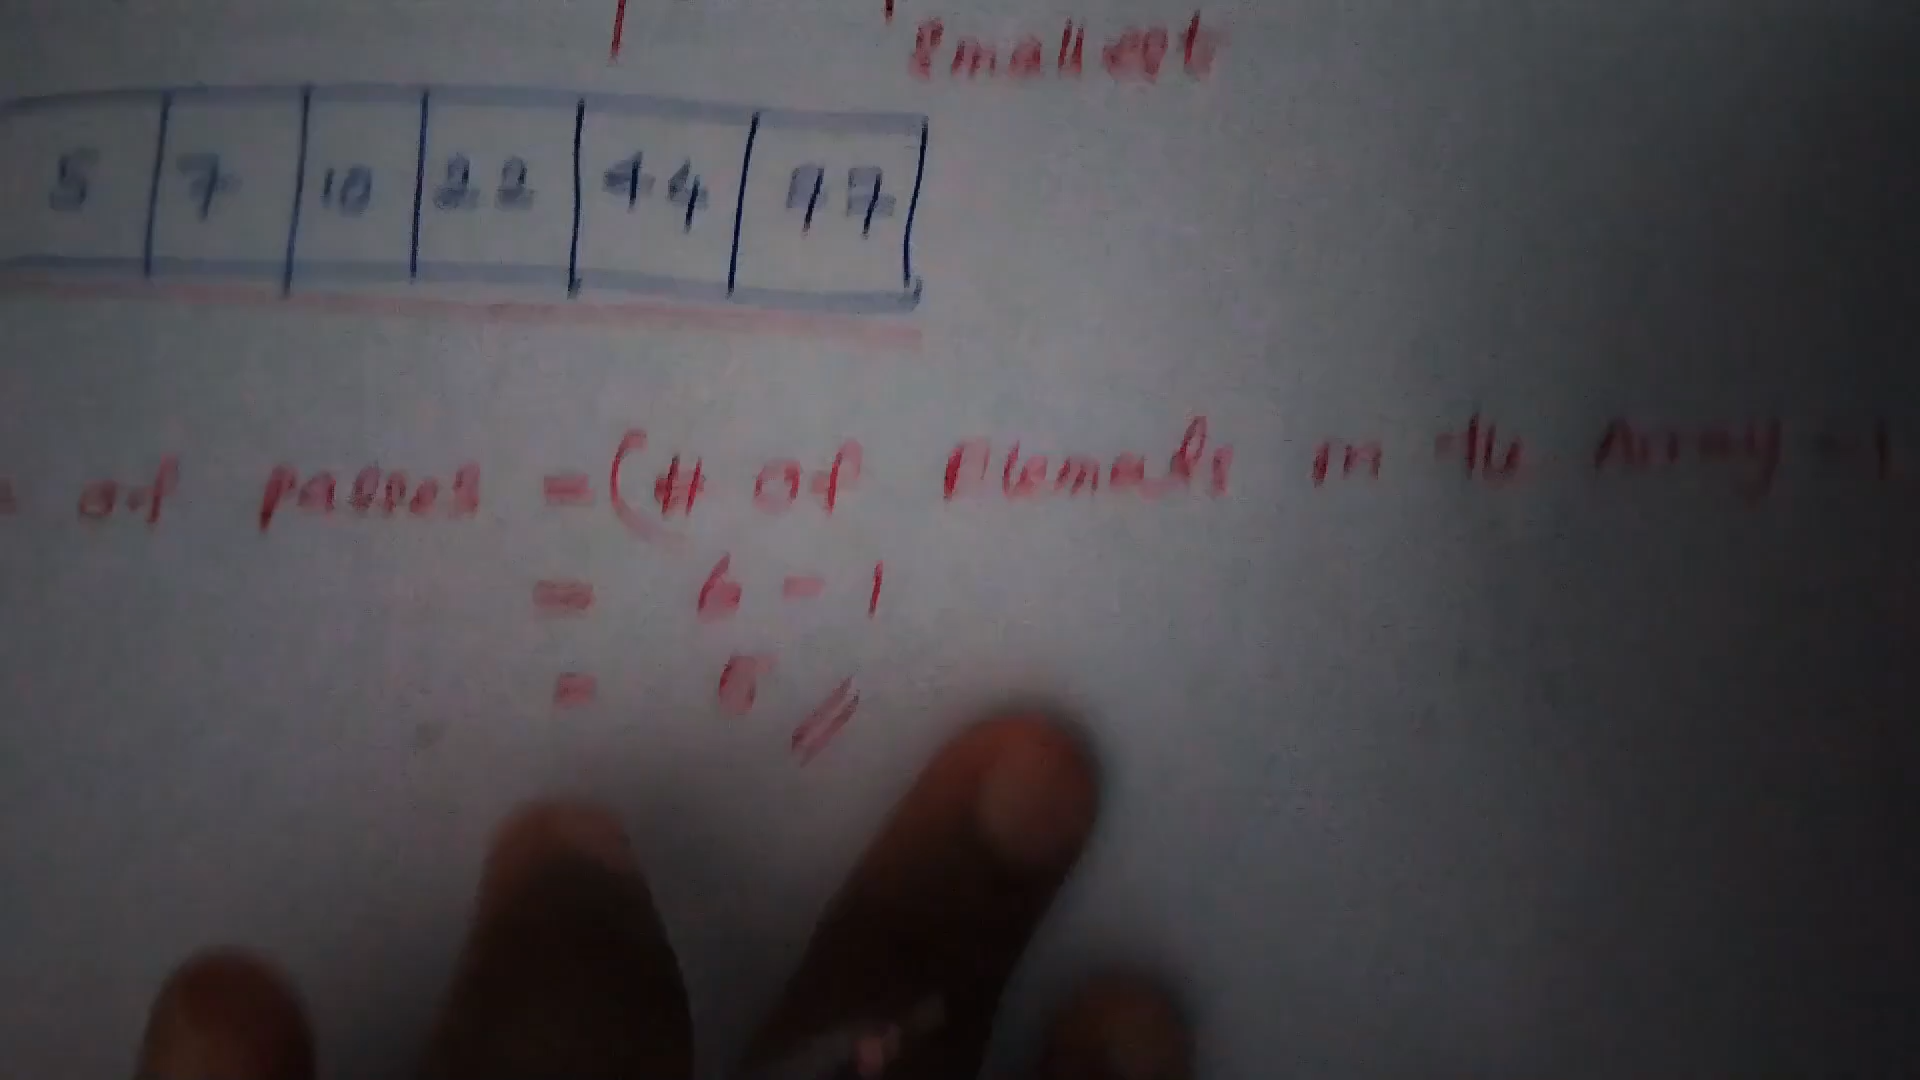 smallest
5 7 10 22 44 77
of passes = (# of Elements in the Array - 1
= 6 - 1
= 5